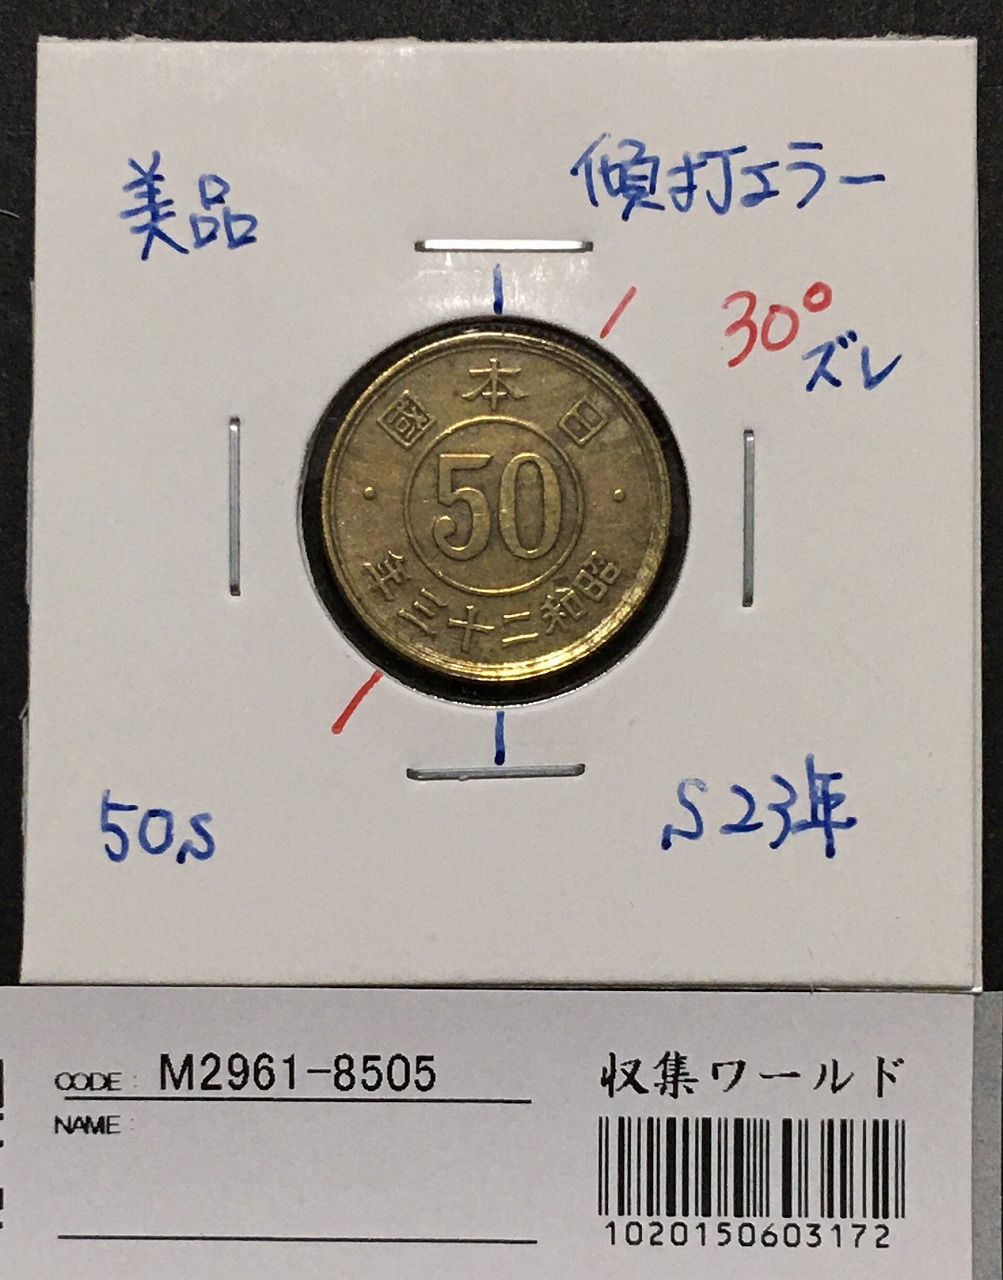 美品
傾打エラー
30°
ズレ
日本國
50
昭和二十三年
50s
S23年
CODE: M2961-8505
収集ワールド
NAME:
1020150603172